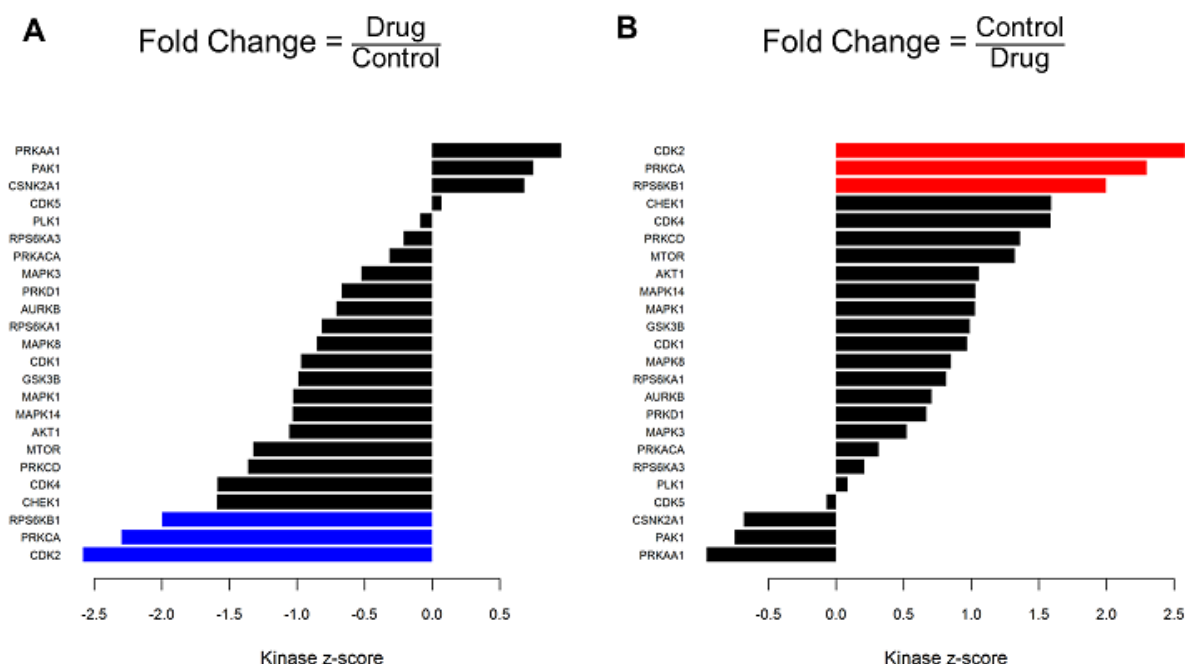 A
Fold Change = Drug / Control
PRKAA1
PAK1
CSNK2A1
CDK5
PLK1
RPS6KA3
PRKACA
MAPK3
PRKD1
AURKB
RPS6KA1
MAPK8
CDK1
GSK3B
MAPK1
MAPK14
AKT1
MTOR
PRKCD
CDK4
CHEK1
RPS6KB1
PRKCA
CDK2
-2.5 -2.0 -1.5 -1.0 -0.5 0.0 0.5
Kinase z-score
B
Fold Change = Control / Drug
CDK2
PRKCA
RPS6KB1
CHEK1
CDK4
PRKCD
MTOR
AKT1
MAPK14
MAPK1
GSK3B
CDK1
MAPK8
RPS6KA1
AURKB
PRKD1
MAPK3
PRKACA
RPS6KA3
PLK1
CDK5
CSNK2A1
PAK1
PRKAA1
-0.5 0.0 0.5 1.0 1.5 2.0 2.5
Kinase z-score